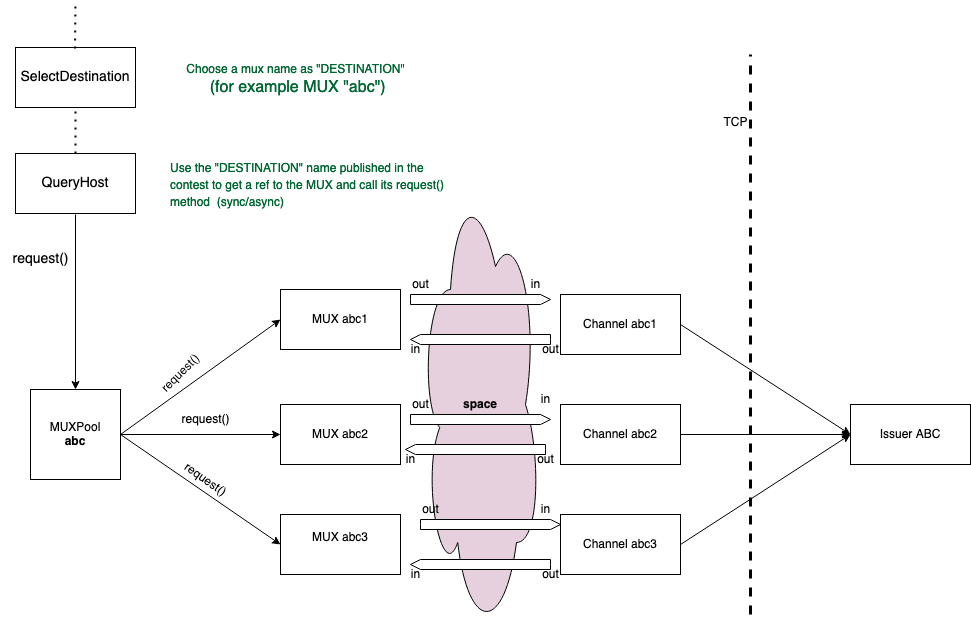 SelectDestination
Choose a mux name as "DESTINATION"
(for example MUX "abc")
TCP
QueryHost
Use the "DESTINATION" name published in the
contest to get a ref to the MUX and call its request()
method (sync/async)
request()
out
in
MUX abc1
Channel abc1
in
out
request()
out
space
in
request()
MUXPool
abc
MUX abc2
Channel abc2
Issuer ABC
in
out
request()
out
in
MUX abc3
Channel abc3
in
out